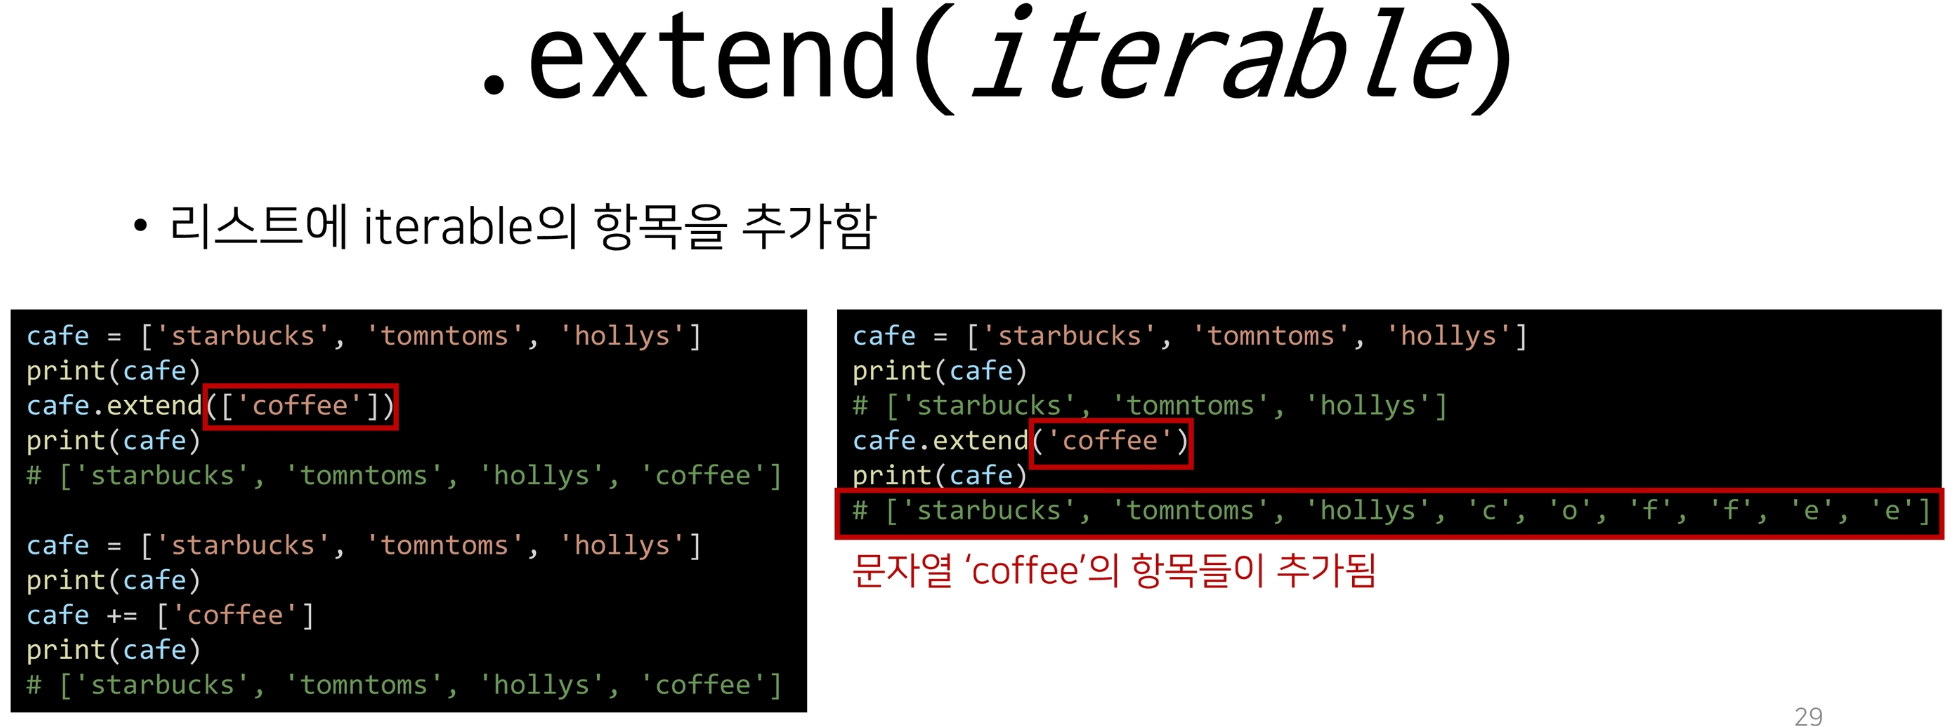 .extend(iterable)
• 리스트에 iterable의 항목을 추가함
cafe = ['starbucks', 'tomntoms', 'hollys']
print(cafe)
cafe.extend(['coffee'])
print(cafe)
# ['starbucks', 'tomntoms', 'hollys', 'coffee']
cafe = ['starbucks', 'tomntoms', 'hollys']
print(cafe)
cafe += ['coffee']
print(cafe)
# ['starbucks', 'tomntoms', 'hollys', 'coffee']
cafe = ['starbucks', 'tomntoms', 'hollys']
print(cafe)
# ['starbucks', 'tomntoms', 'hollys']
cafe.extend('coffee')
print(cafe)
# ['starbucks', 'tomntoms', 'hollys', 'c', 'o', 'f', 'f', 'e', 'e']
문자열 ‘coffee’의 항목들이 추가됨
29